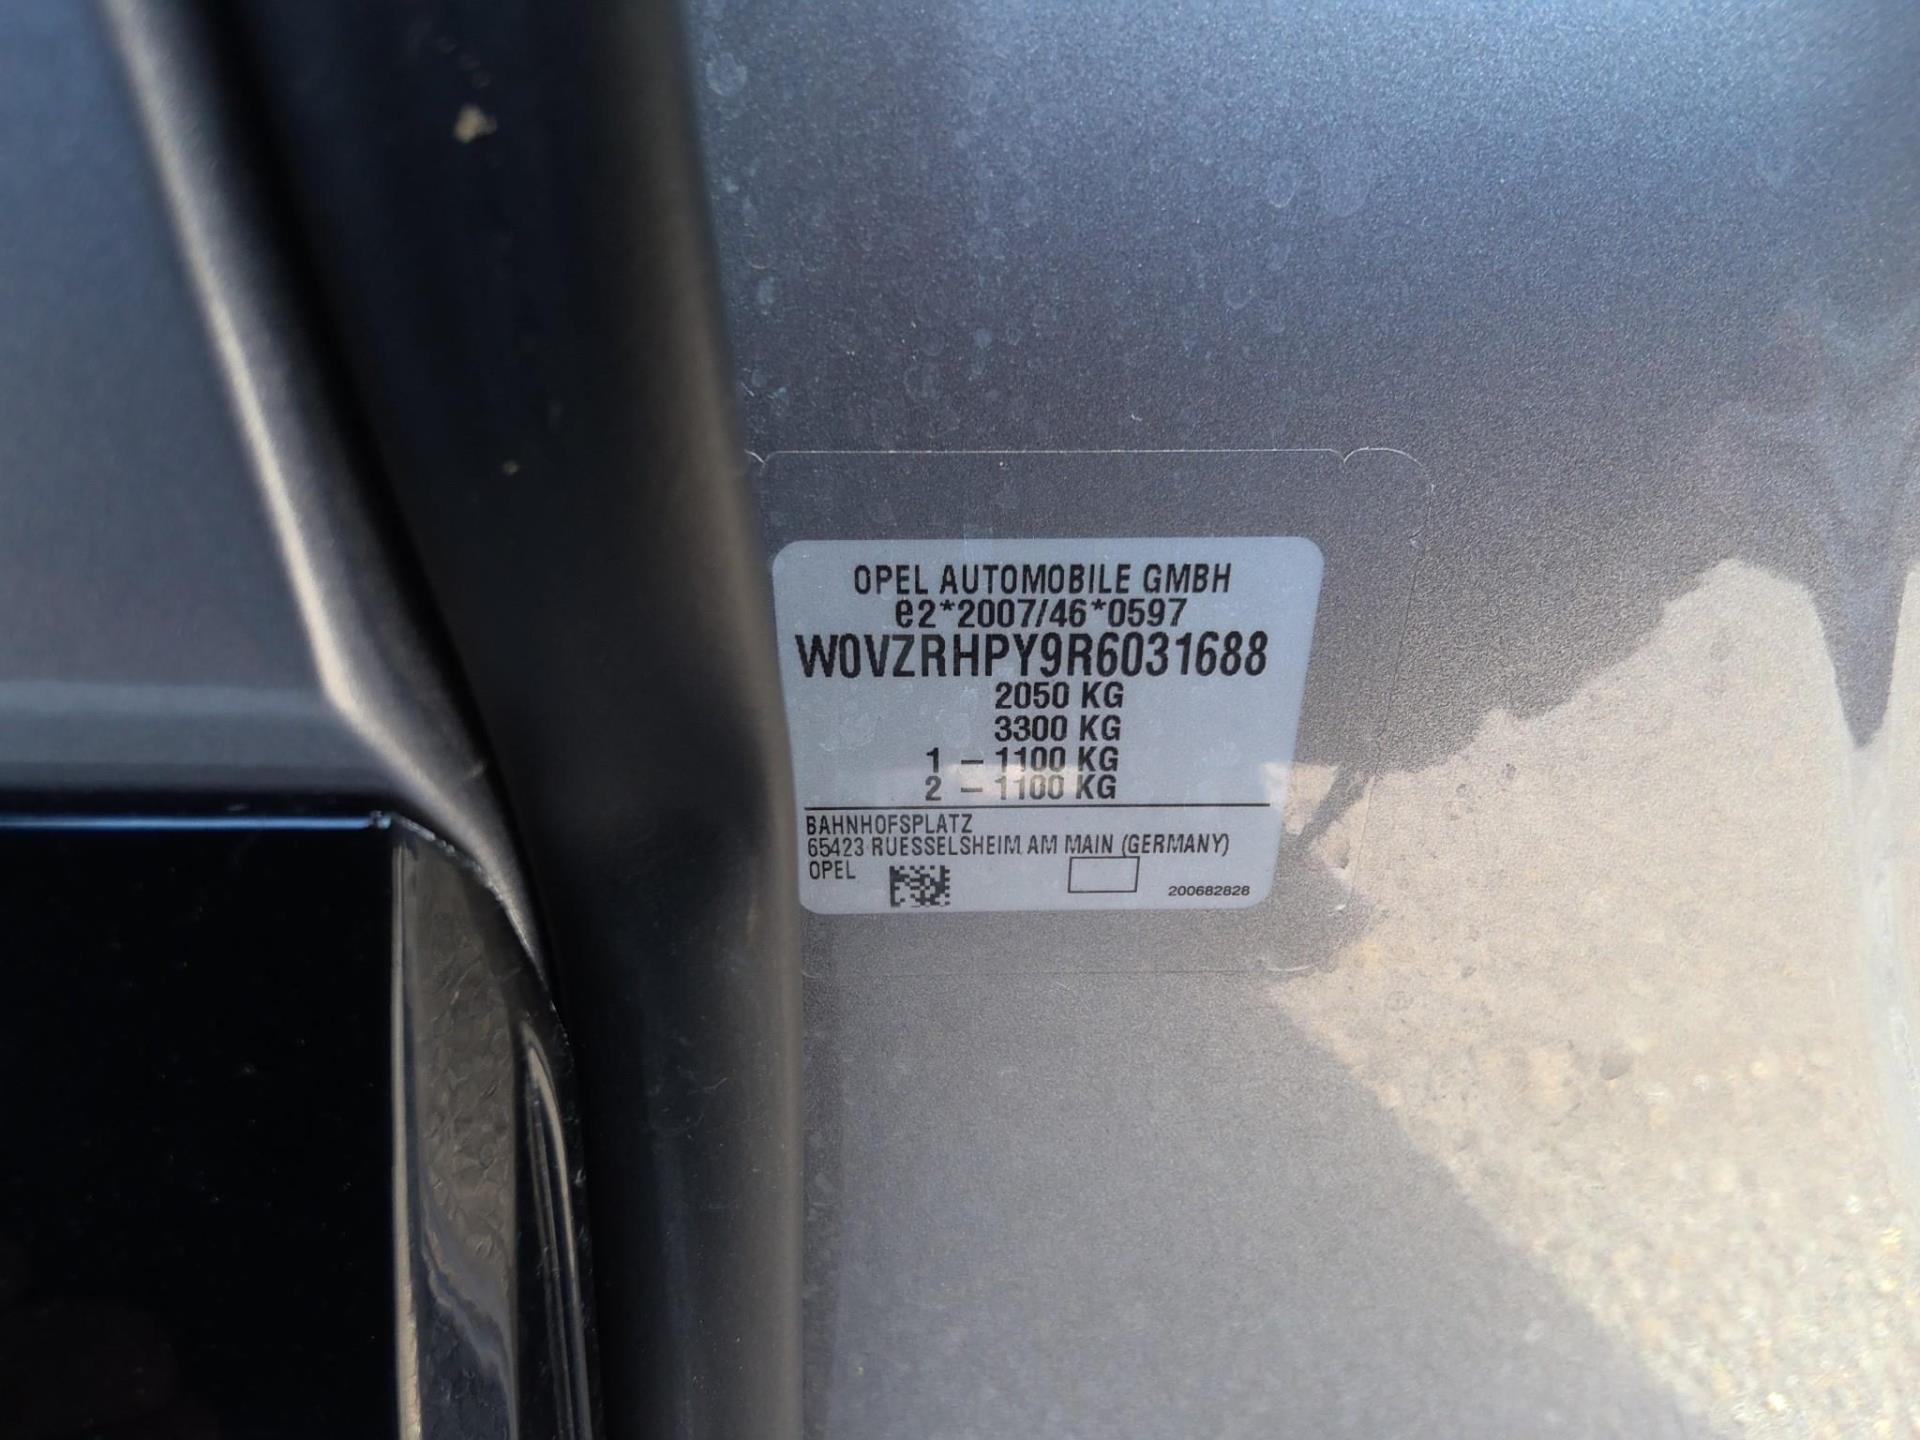 OPEL AUTOMOBILE GMBH
e2*2007/46*0597
W0VZRHPY9R6031688
2050 KG
3300 KG
1 – 1100 KG
2 – 1100 KG
BAHNHOFSPLATZ
65423 RUESSELSHEIM AM MAIN (GERMANY)
OPEL
200682828